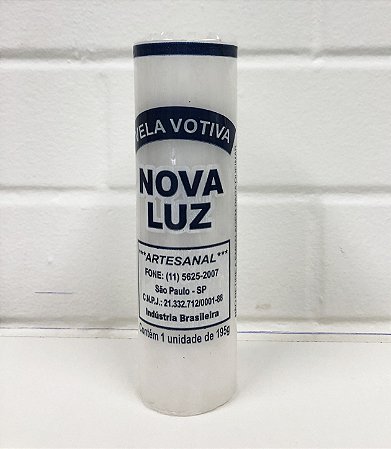 VELA VOTIVA
NOVA
LUZ
***ARTESANAL***
FONE: (11) 5625-2007
São Paulo - SP
C.N.P.J.: 21.332.712/0001-86
Indústria Brasileira
Contém 1 unidade de 195g